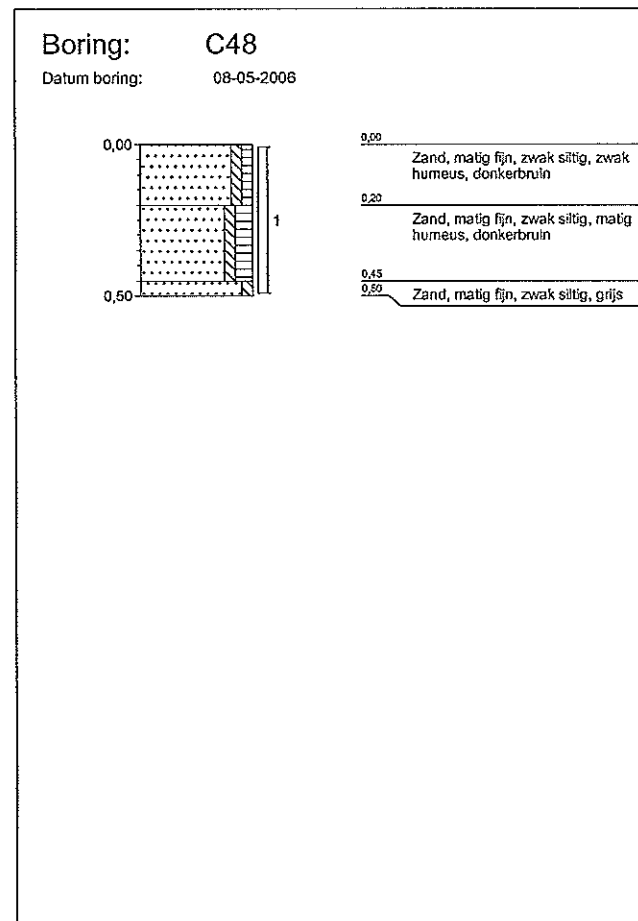 Boring: C48
Datum boring: 08-05-2006
0,00
0,50
1
0,00
Zand, matig fijn, zwak siltig, zwak
humeus, donkerbruin
0,20
Zand, matig fijn, zwak siltig, matig
humeus, donkerbruin
0,45
0,50
Zand, matig fijn, zwak siltig, grijs